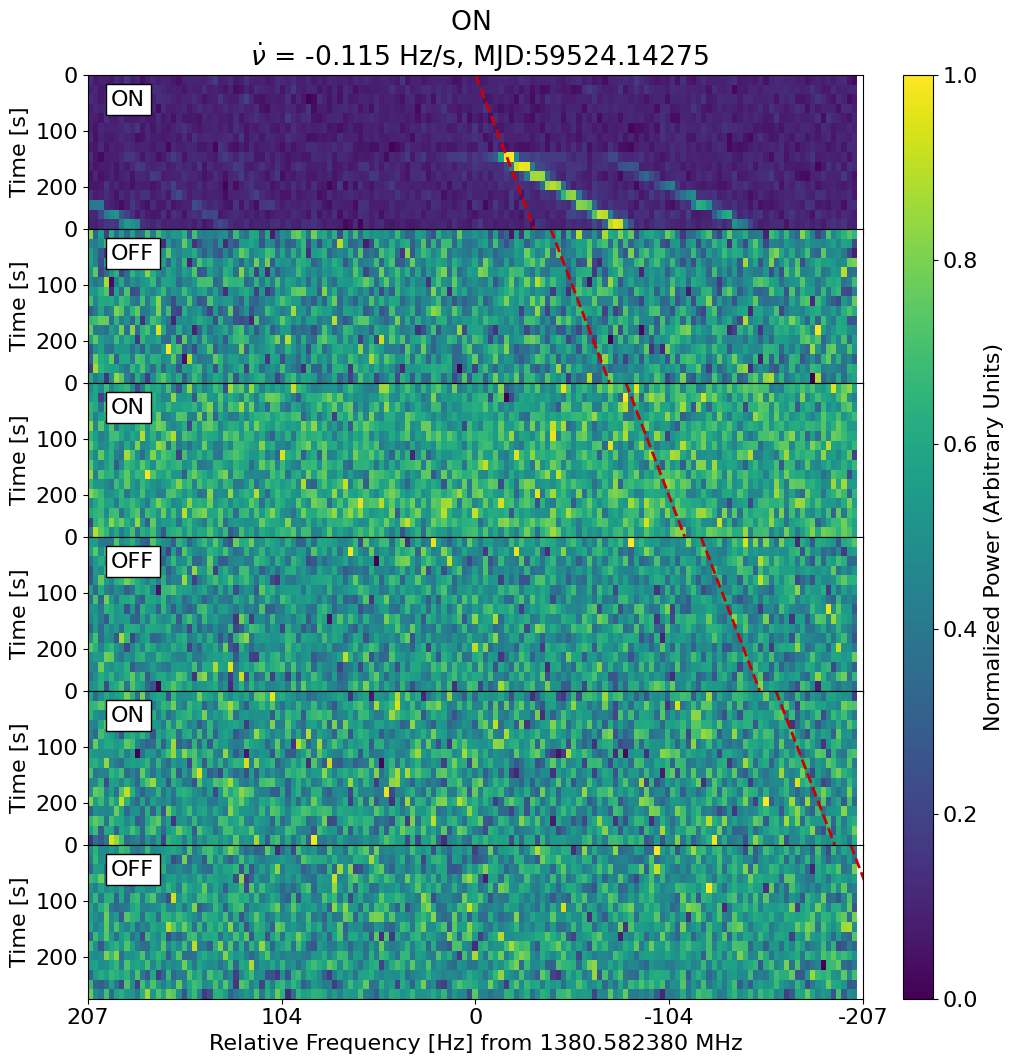 ON
ν̇ = -0.115 Hz/s, MJD:59524.14275
0
100
200
Time [s]
ON
0
100
200
Time [s]
OFF
0
100
200
Time [s]
ON
0
100
200
Time [s]
OFF
0
100
200
Time [s]
ON
0
100
200
Time [s]
OFF
207
104
0
-104
-207
Relative Frequency [Hz] from 1380.582380 MHz
1.0
0.8
0.6
0.4
0.2
0.0
Normalized Power (Arbitrary Units)